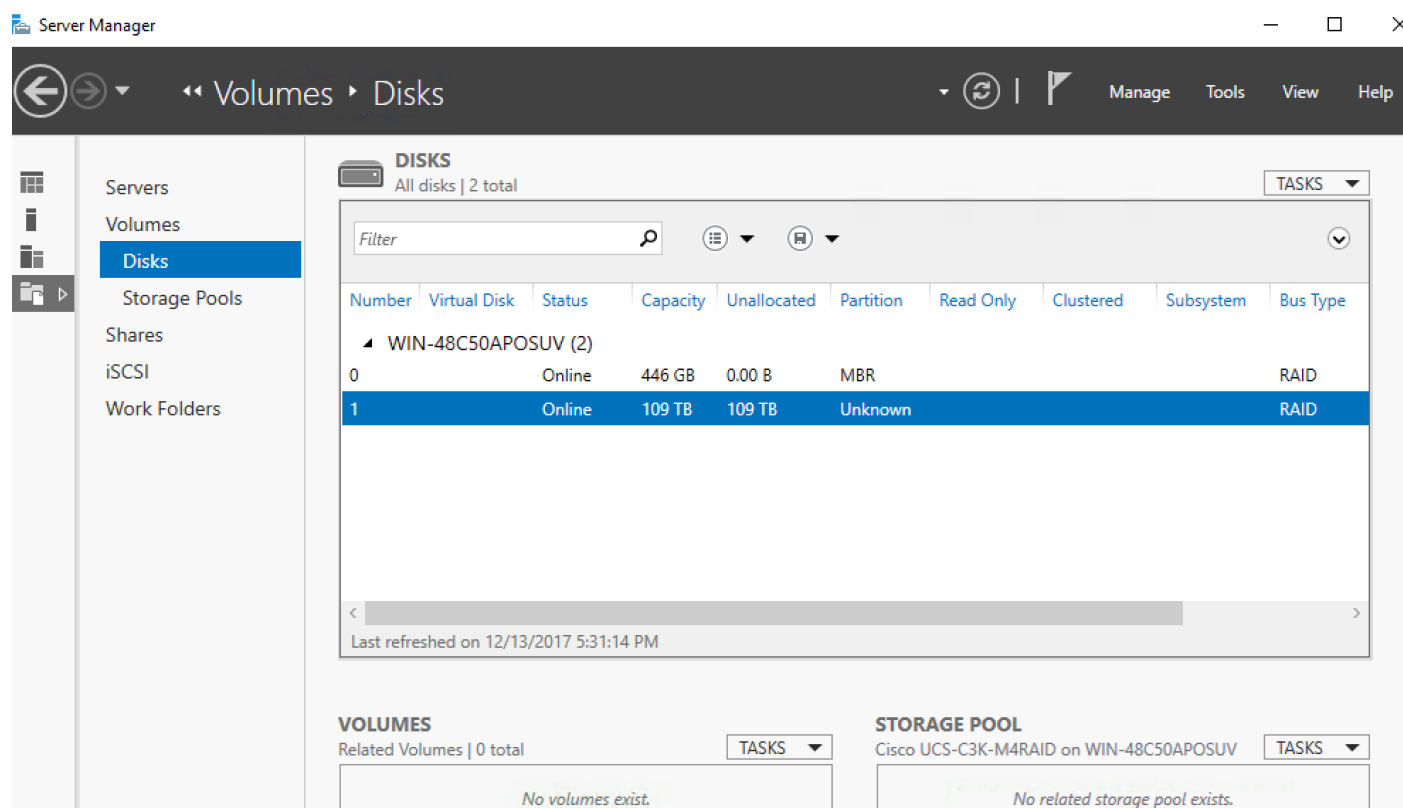 Server Manager
Volumes Disks
Manage Tools View Help
Servers
Volumes
Disks
Storage Pools
Shares
iSCSI
Work Folders
DISKS
All disks | 2 total
TASKS
Filter
Number Virtual Disk Status Capacity Unallocated Partition Read Only Clustered Subsystem Bus Type
WIN-48C50APOSUV (2)
0 Online 446 GB 0.00 B MBR RAID
1 Online 109 TB 109 TB Unknown RAID
Last refreshed on 12/13/2017 5:31:14 PM
VOLUMES
Related Volumes | 0 total
TASKS
No volumes exist.
STORAGE POOL
Cisco UCS-C3K-M4RAID on WIN-48C50APOSUV
TASKS
No related storage pool exists.